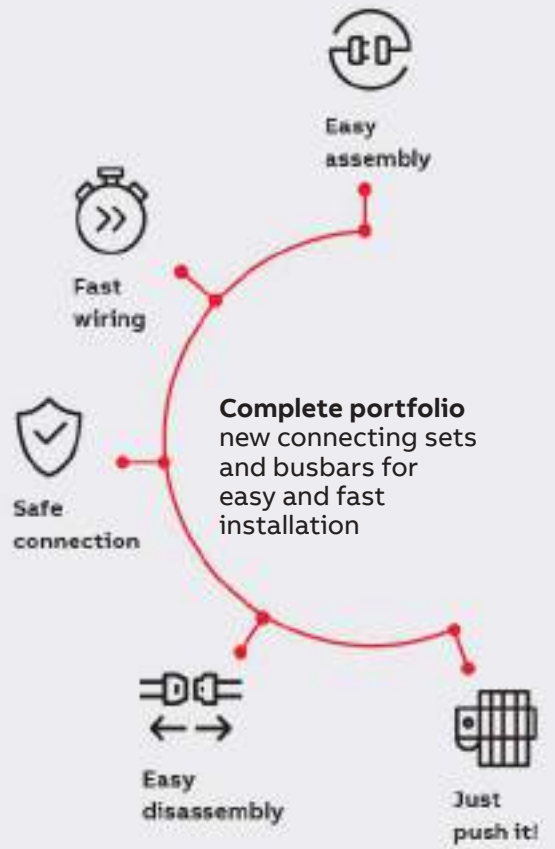 Easy
assembly
Fast
wiring
Complete portfolio
new connecting sets
and busbars for
easy and fast
installation
Safe
connection
Easy
disassembly
Just
push it!